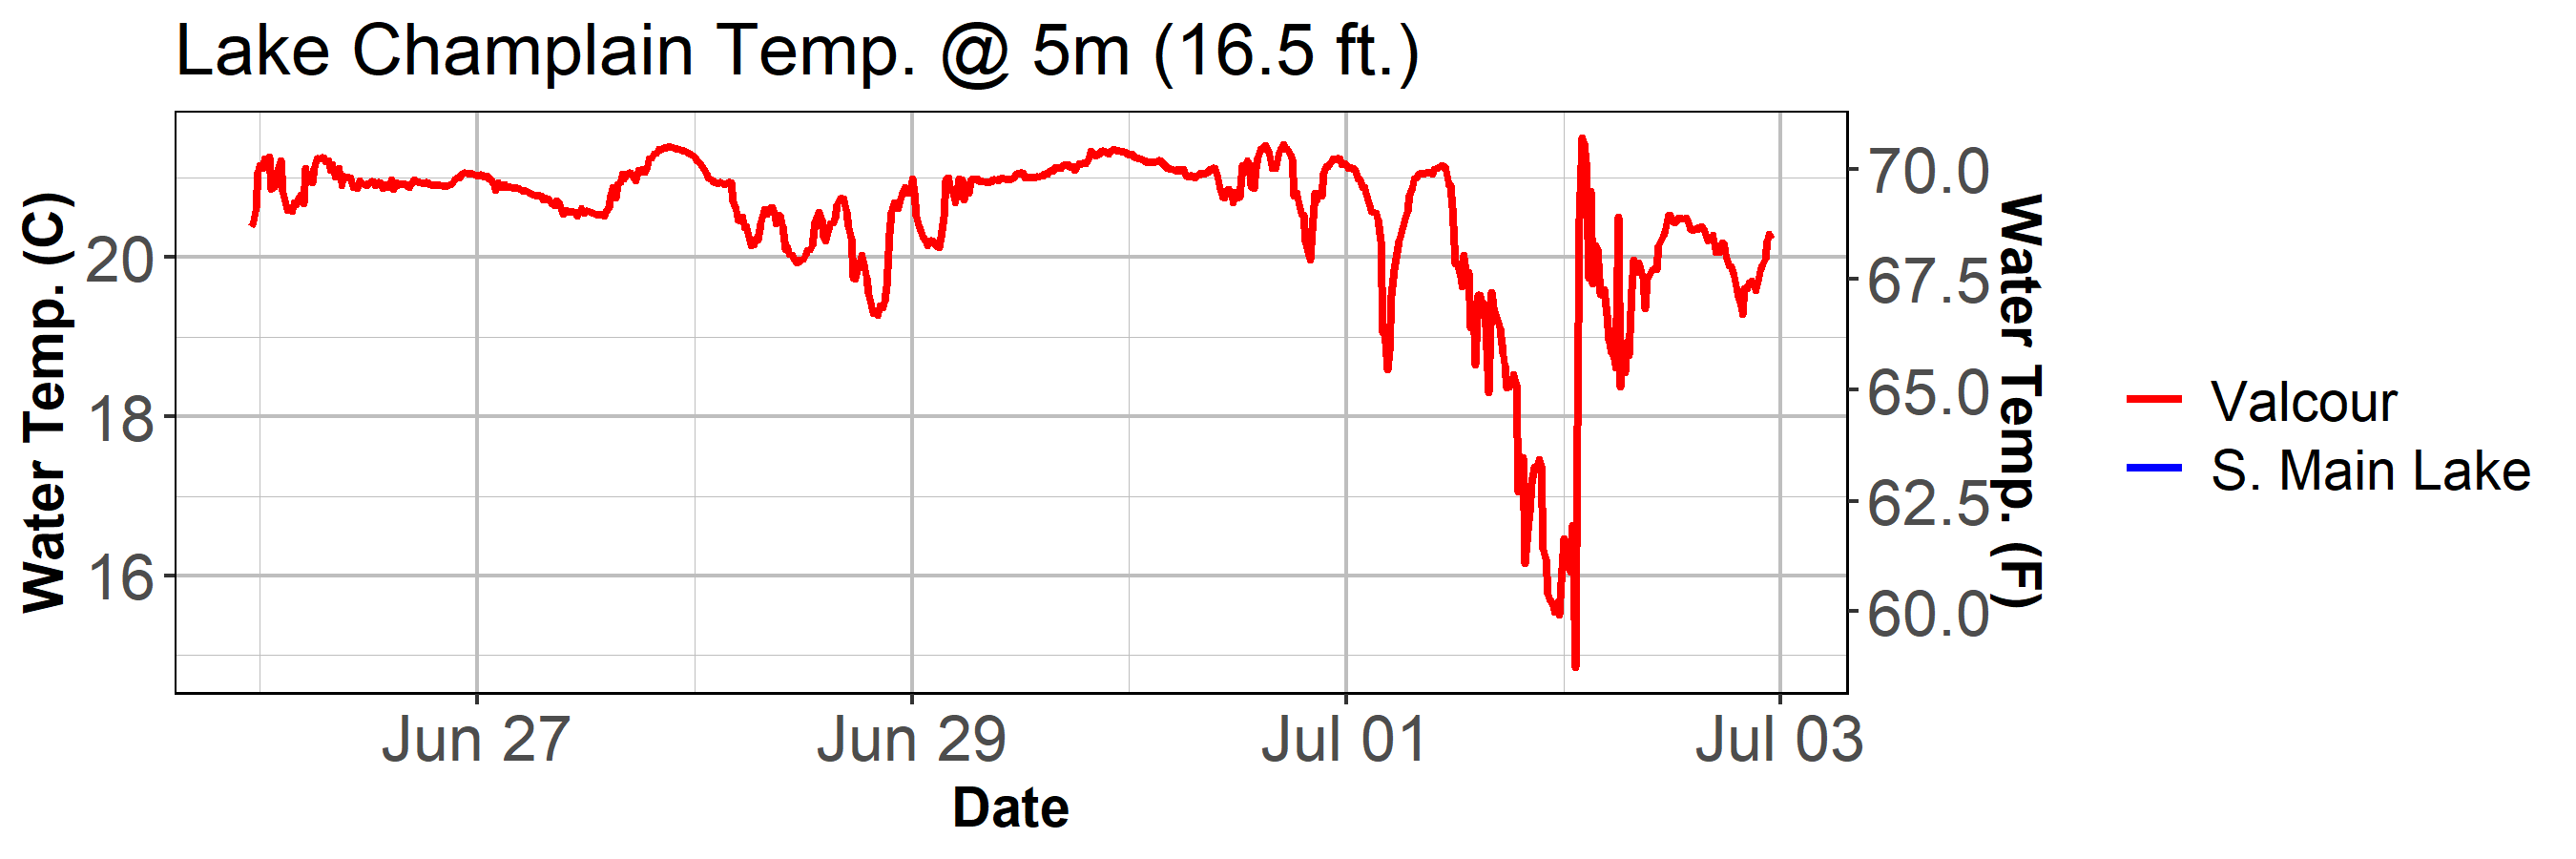 Lake Champlain Temp. @ 5m (16.5 ft.)
Water Temp. (C)
20
18
16
70.0
67.5
65.0
62.5
60.0
Water Temp. (F)
Valcour
S. Main Lake
Jun 27
Jun 29
Jul 01
Jul 03
Date